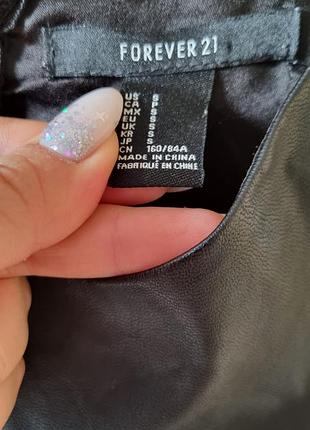 FOREVER 21
US S
CA P
MX S
EU S
UK S
KR S
JP S
CN 160/84A
MADE IN CHINA
FABRIQUÉ EN CHINE